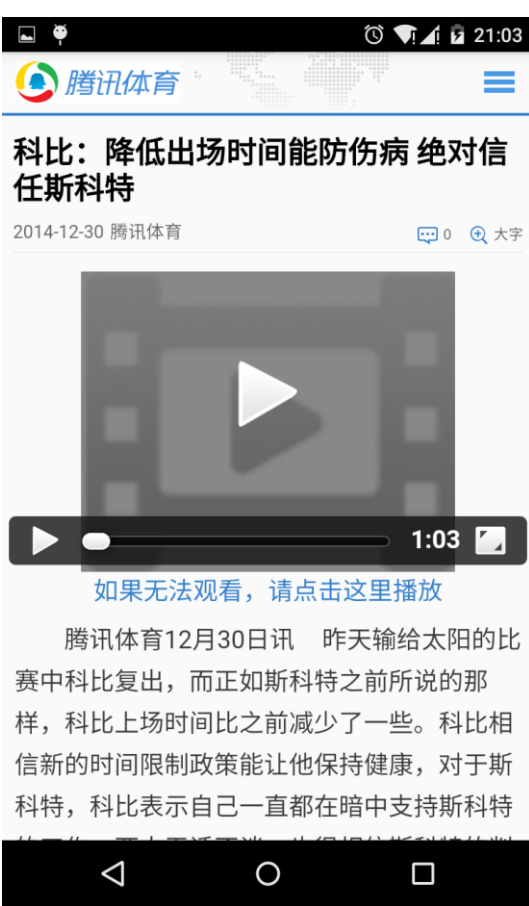 21:03
腾讯体育
科比：降低出场时间能防伤病 绝对信
任斯科特
2014-12-30 腾讯体育
0 大字
1:03
如果无法观看，请点击这里播放
腾讯体育12月30日讯 昨天输给太阳的比
赛中科比复出，而正如斯科特之前所说的那
样，科比上场时间比之前减少了一些。科比相
信新的时间限制政策能让他保持健康，对于斯
科特，科比表示自己一直都在暗中支持斯科特